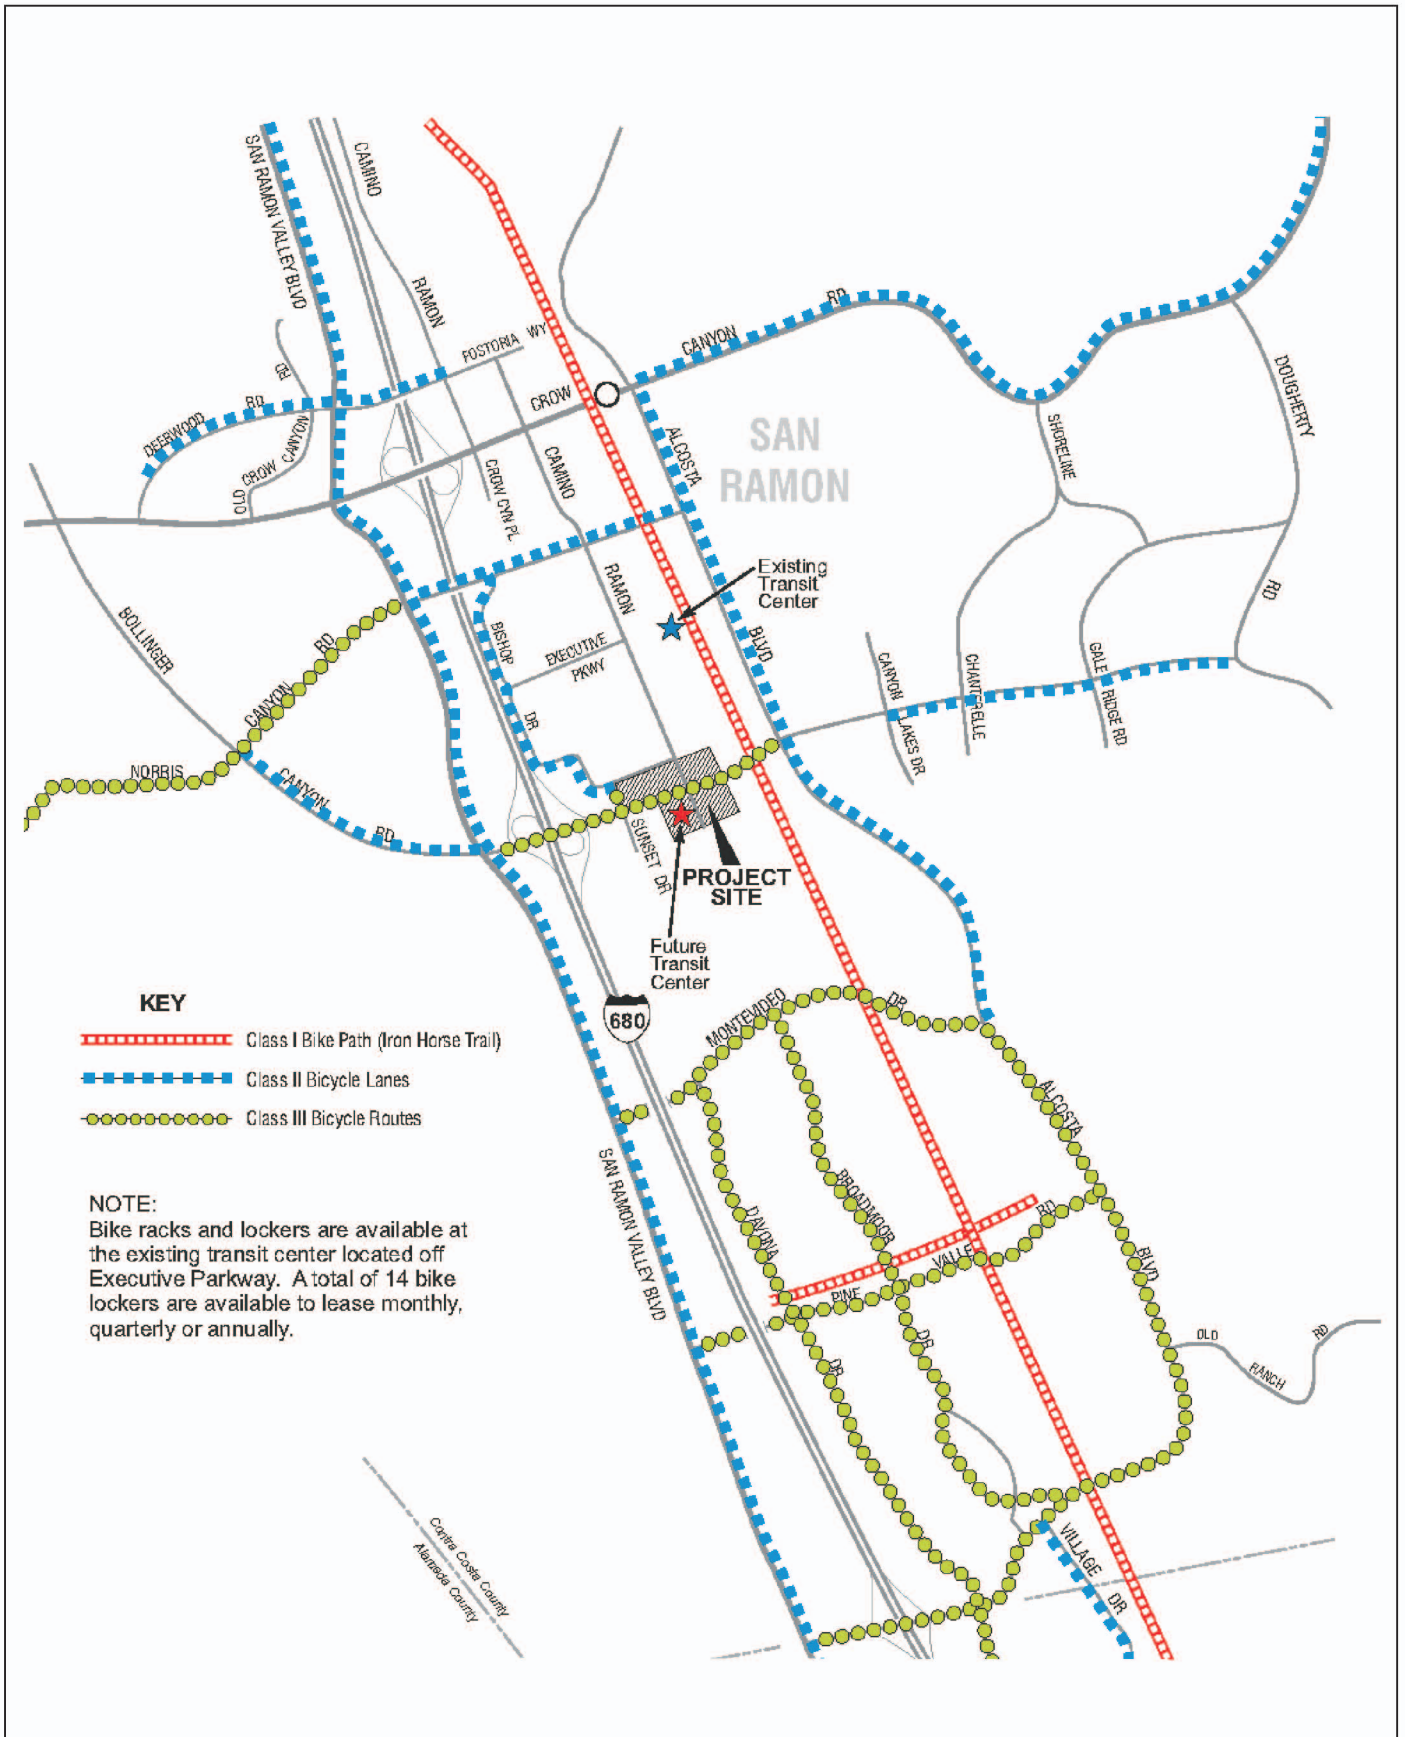 SAN RAMON VALLEY BLVD
CAMINO
RAMON
FOSTORIA WY
CROW
CANYON
RD
DEERWOOD
RD
RD
OLD CROW CANYON
CROW CYN PL
CAMINO
RAMON
ALCOSTA
BLVD
SAN
RAMON
SHORELINE
DOUGHERTY
RD
Existing
Transit
Center
BOLLINGER
CANYON
RD
NORRIS
CANYON
RD
BISHOP
DR
EXECUTIVE
PKWY
CANYON
LAKES DR
CHANTERELLE
GALE
RIDGE RD
SUNSET DR
PROJECT
SITE
Future
Transit
Center
680
KEY
Class I Bike Path (Iron Horse Trail)
Class II Bicycle Lanes
Class III Bicycle Routes
NOTE:
Bike racks and lockers are available at
the existing transit center located off
Executive Parkway. A total of 14 bike
lockers are available to lease monthly,
quarterly or annually.
MONTEVIDEO
DR
ALCOSTA
BLVD
SAN RAMON VALLEY BLVD
DAVONA
DR
BROADMOOR
DR
PINE
VALLE
RD
OLD
RANCH
RD
VILLAGE
DR
Contra Costa County
Alameda County